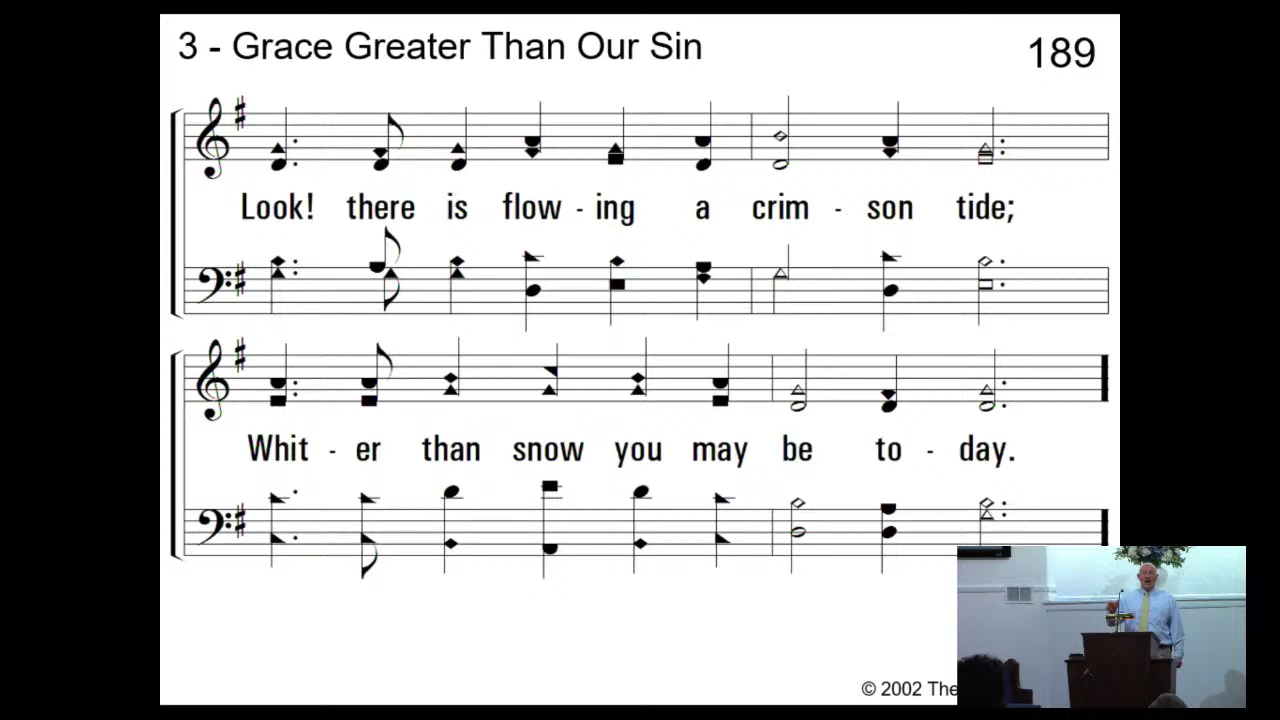 3 - Grace Greater Than Our Sin
189
Look! there is flow - ing a crim - son tide;
Whit - er than snow you may be to - day.
© 2002 The